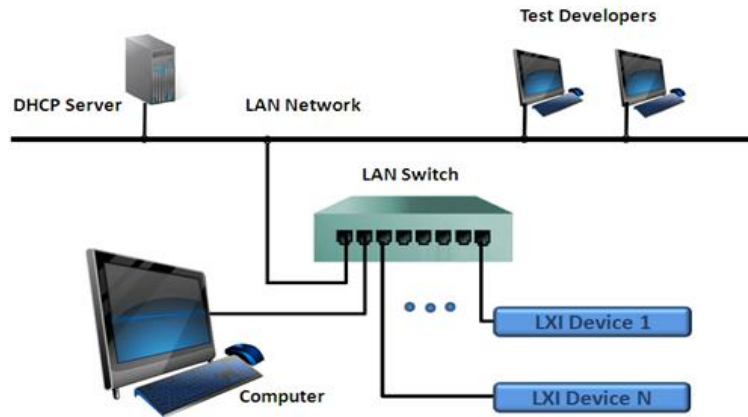 Test Developers
DHCP Server
LAN Network
LAN Switch
LXI Device 1
Computer
LXI Device N